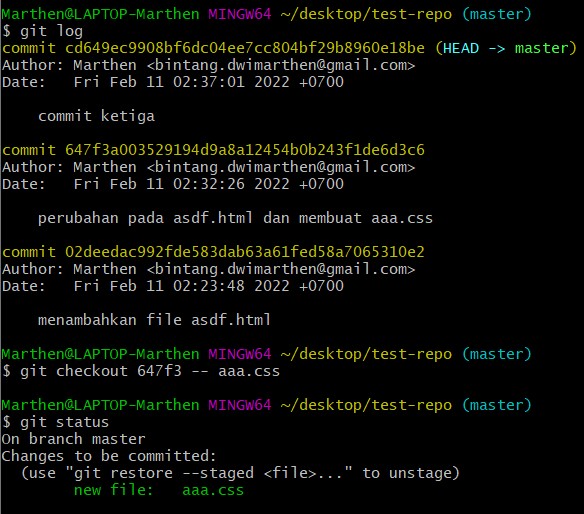 Marthen@LAPTOP-Marthen MINGW64 ~/desktop/test-repo (master)
$ git log
commit cd649ec9908bf6dc04ee7cc804bf29b8960e18be (HEAD -> master)
Author: Marthen <bintang.dwimarthen@gmail.com>
Date:   Fri Feb 11 02:37:01 2022 +0700

    commit ketiga

commit 647f3a003529194d9a8a12454b0b243f1de6d3c6
Author: Marthen <bintang.dwimarthen@gmail.com>
Date:   Fri Feb 11 02:32:26 2022 +0700

    perubahan pada asdf.html dan membuat aaa.css

commit 02deedac992fde583dab63a61fed58a7065310e2
Author: Marthen <bintang.dwimarthen@gmail.com>
Date:   Fri Feb 11 02:23:48 2022 +0700

    menambahkan file asdf.html

Marthen@LAPTOP-Marthen MINGW64 ~/desktop/test-repo (master)
$ git checkout 647f3 -- aaa.css

Marthen@LAPTOP-Marthen MINGW64 ~/desktop/test-repo (master)
$ git status
On branch master
Changes to be committed:
  (use "git restore --staged <file>..." to unstage)
        new file:   aaa.css